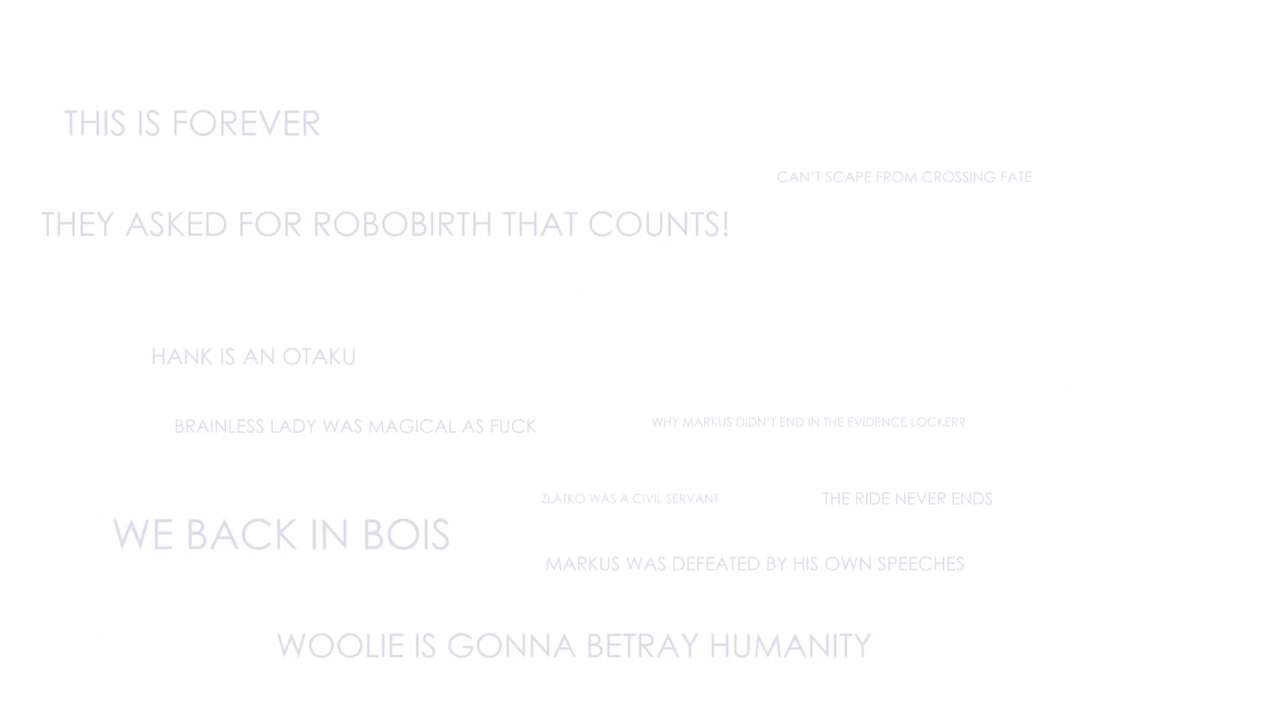 THIS IS FOREVER
CAN'T SCAPE FROM CROSSING FATE
THEY ASKED FOR ROBOBIRTH THAT COUNTS!
HANK IS AN OTAKU
BRAINLESS LADY WAS MAGICAL AS FUCK
WHY MARKUS DIDN'T END IN THE EVIDENCE LOCKER?
ZLATKO WAS A CIVIL SERVANT
THE RIDE NEVER ENDS
WE BACK IN BOIS
MARKUS WAS DEFEATED BY HIS OWN SPEECHES
WOOLIE IS GONNA BETRAY HUMANITY